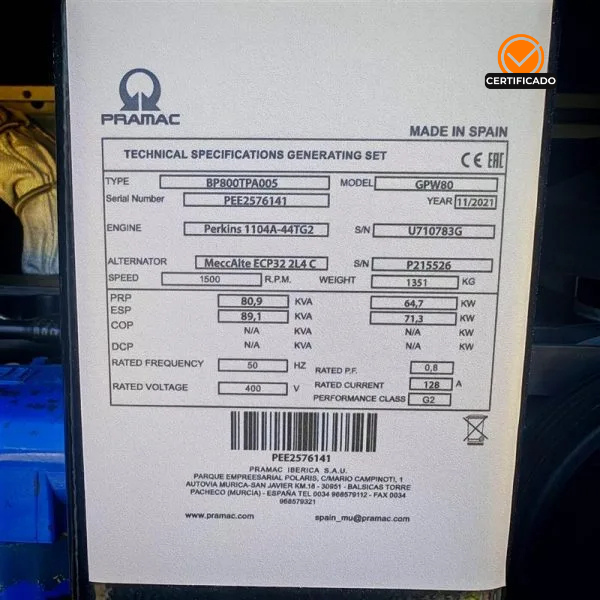 CERTIFICADO
PRAMAC
MADE IN SPAIN
TECHNICAL SPECIFICATIONS GENERATING SET CE EAC
TYPE BP800TPA005 MODEL GPW80
Serial Number PEE2576141 YEAR 11/2021
ENGINE Perkins 1104A-44TG2 S/N U710783G
ALTERNATOR MeccAlte ECP32 2L4 C S/N P215526
SPEED 1500 R.P.M. WEIGHT 1351 KG
PRP 80,9 KVA 64,7 KW
ESP 89,1 KVA 71,3 KW
COP N/A KVA N/A KW
DCP N/A KVA N/A KW
RATED FREQUENCY 50 HZ RATED P.F. 0,8
RATED VOLTAGE 400 V RATED CURRENT 128 A
PERFORMANCE CLASS G2
PEE2576141
PRAMAC IBERICA S.A.U.
PARQUE EMPREESARIAL POLARIS, C/MARIO CAMPINOTI, 1
AUTOVIA MURICA-SAN JAVIER KM.18 - 30951 - BALSICAS TORRE
PACHECO (MURCIA) - ESPAÑA TEL 0034 968579112 - FAX 0034
968579321
www.pramac.com spain_mu@pramac.com